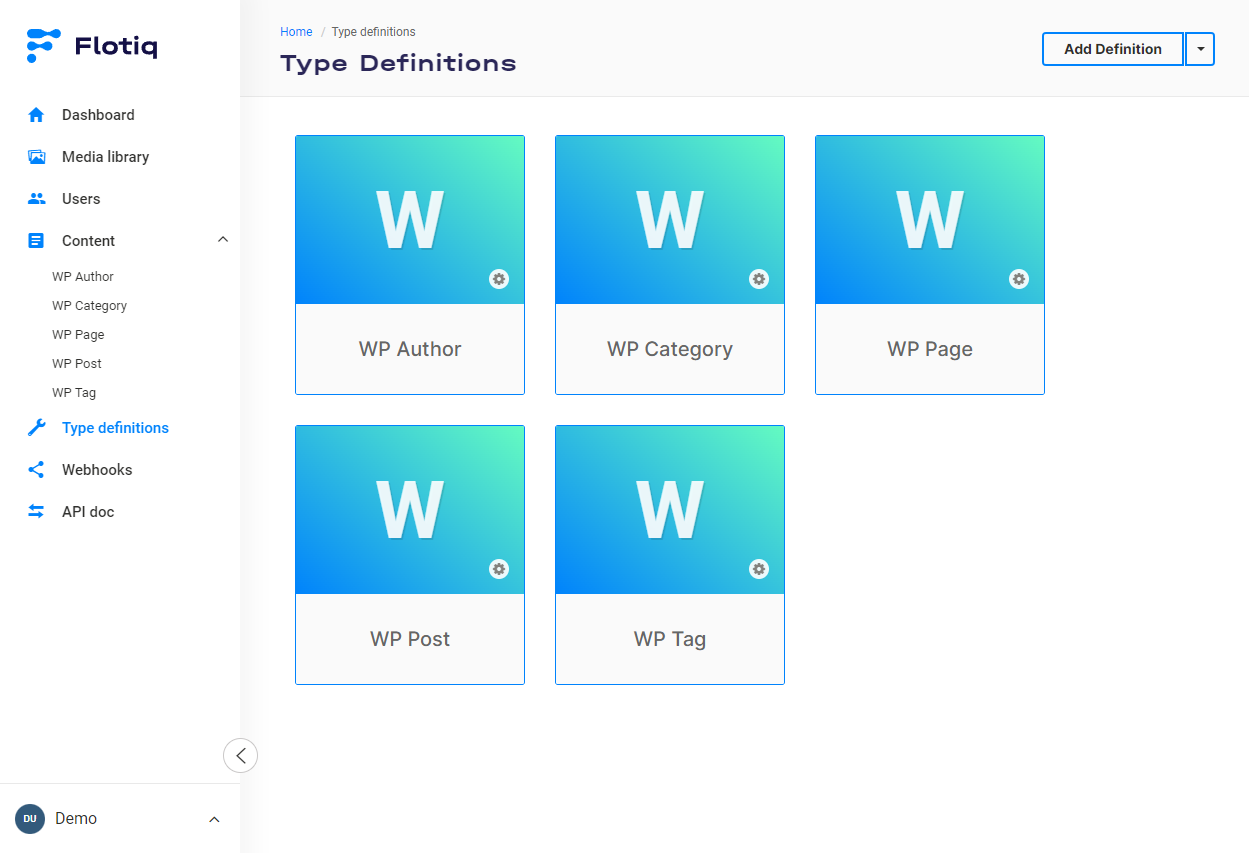 Flotiq
Dashboard
Media library
Users
Content
WP Author
WP Category
WP Page
WP Post
WP Tag
Type definitions
Webhooks
API doc
DU Demo
Home / Type definitions
Type Definitions
Add Definition
W W W
WP Author WP Category WP Page
W W
WP Post WP Tag